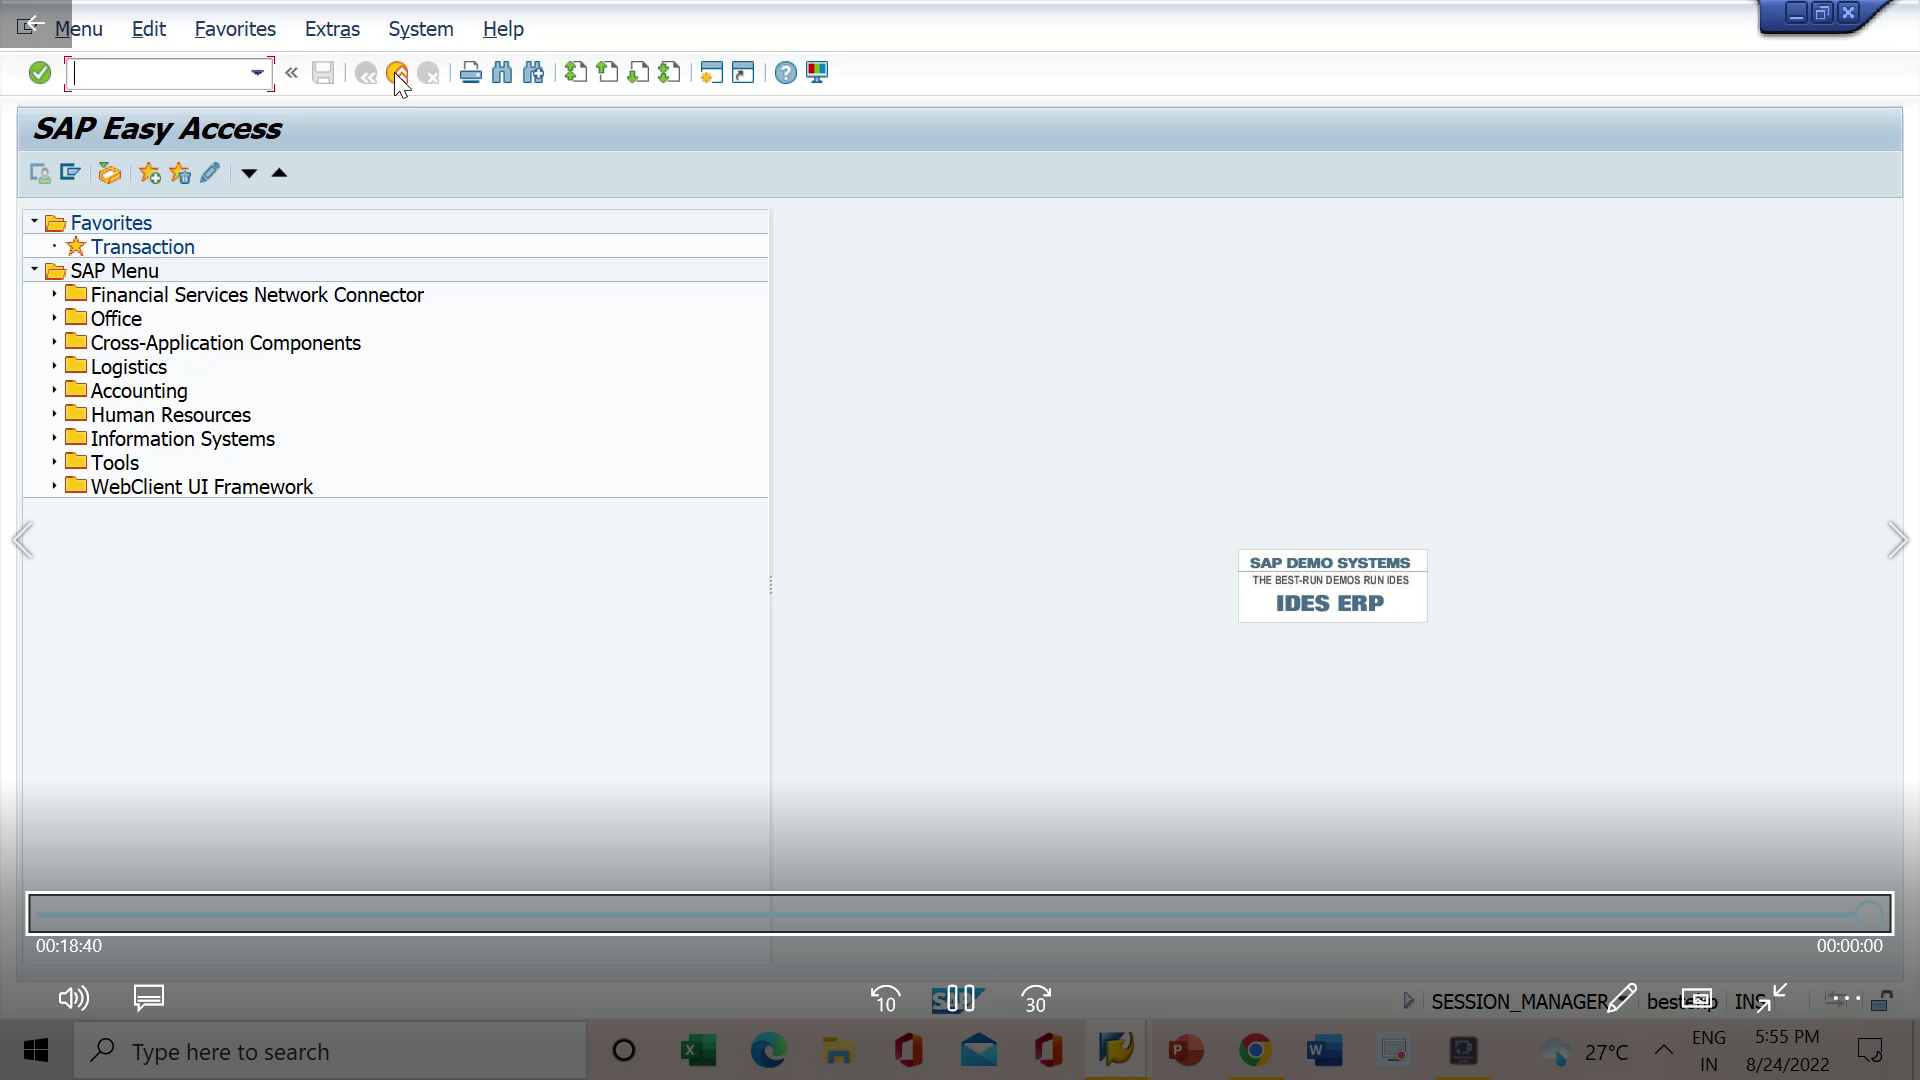 Menu Edit Favorites Extras System Help
SAP Easy Access
Favorites
Transaction
SAP Menu
Financial Services Network Connector
Office
Cross-Application Components
Logistics
Accounting
Human Resources
Information Systems
Tools
WebClient UI Framework
SAP DEMO SYSTEMS
THE BEST-RUN DEMOS RUN IDES
IDES ERP
00:18:40 00:00:00
10 SAP 30 SESSION_MANAGER INS
Type here to search 27°C ENG 5:55 PM
IN 8/24/2022